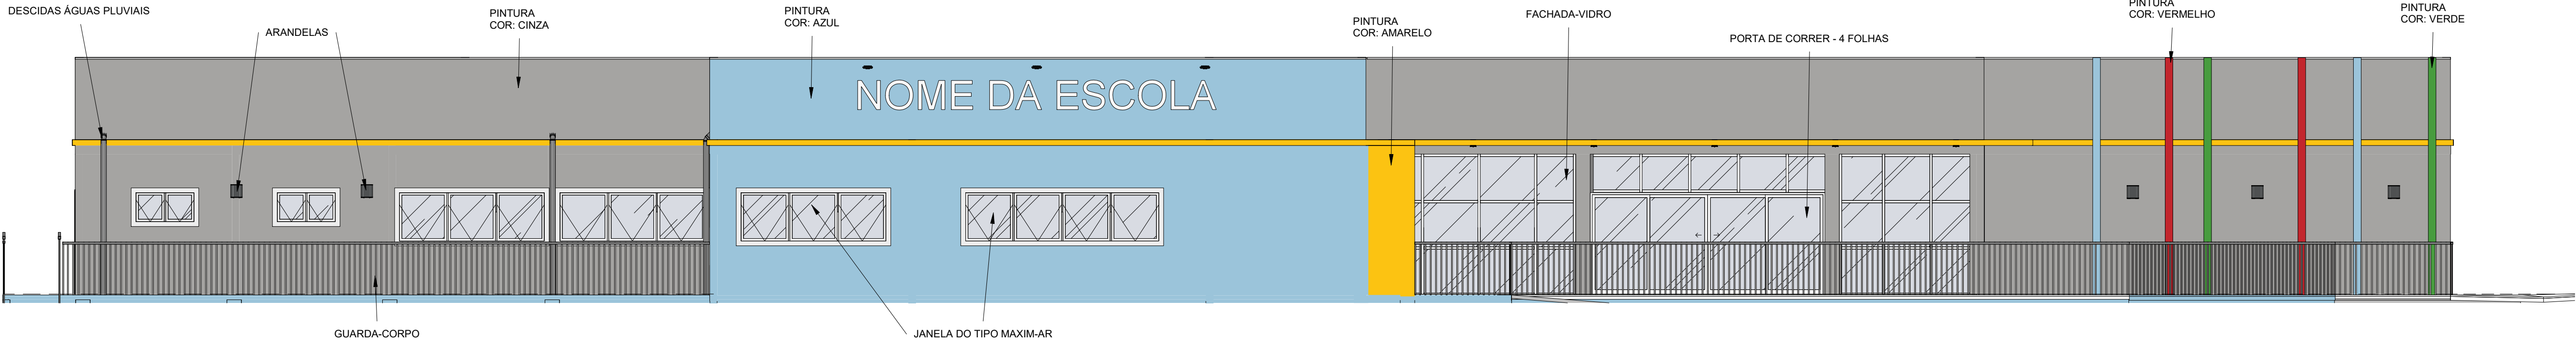 DESCIDAS ÁGUAS PLUVIAIS
ARANDELAS
PINTURA
COR: CINZA
PINTURA
COR: AZUL
PINTURA
COR: AMARELO
FACHADA-VIDRO
PORTA DE CORRER - 4 FOLHAS
PINTURA
COR: VERMELHO
PINTURA
COR: VERDE
NOME DA ESCOLA
GUARDA-CORPO
JANELA DO TIPO MAXIM-AR